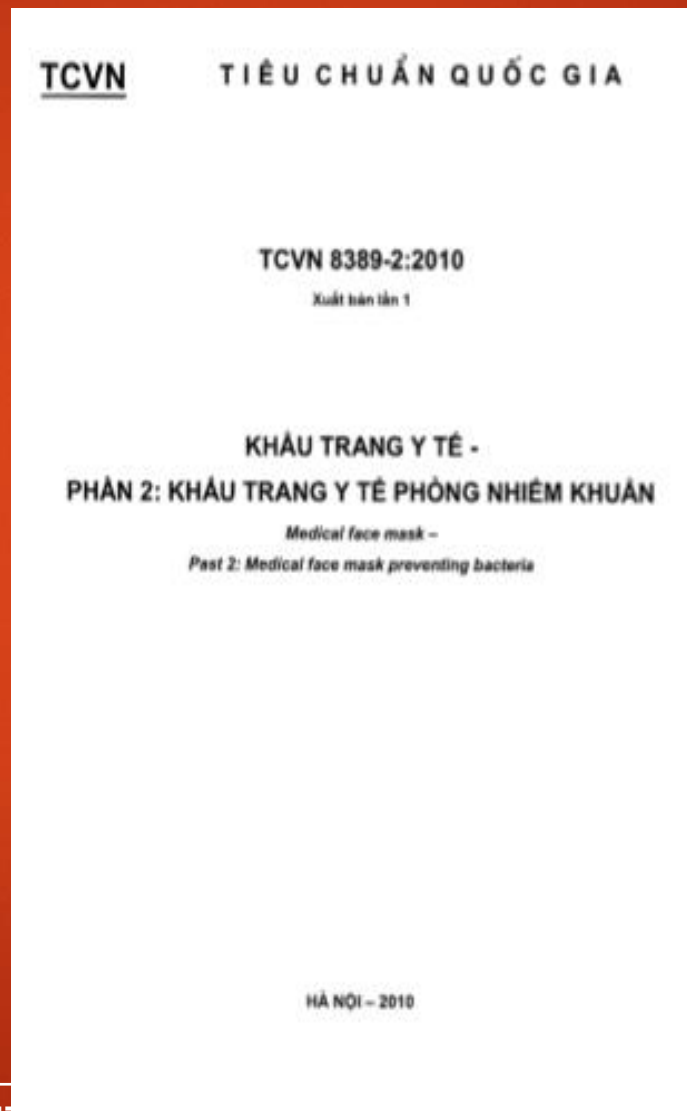 TCVN TIÊU CHUẨN QUỐC GIA
TCVN 8389-2:2010
Xuất bản lần 1
KHẨU TRANG Y TẾ -
PHẦN 2: KHẨU TRANG Y TẾ PHÒNG NHIỄM KHUẨN
Medical face mask –
Past 2: Medical face mask preventing bacteria
HÀ NỘI – 2010